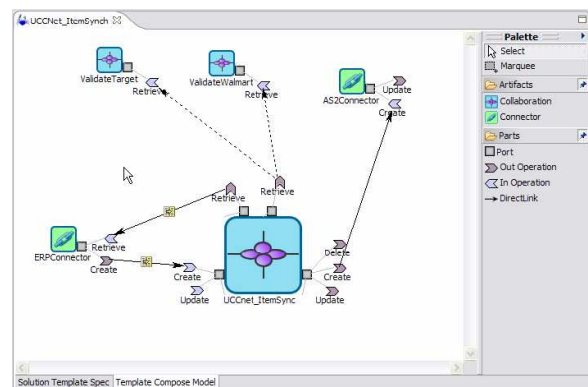 UCCNet_ItemSynch
Palette
Select
Marquee
Artifacts
Collaboration
Connector
Parts
Port
Out Operation
In Operation
DirectLink
ValidateTarget
Retrieve
ValidateWalmart
Retrieve
AS2Connector
Update
Create
Retrieve
Retrieve
ERPConnector
Retrieve
Create
Create
Update
UCCnet_ItemSync
Delete
Create
Update
Solution Template Spec Template Compose Model